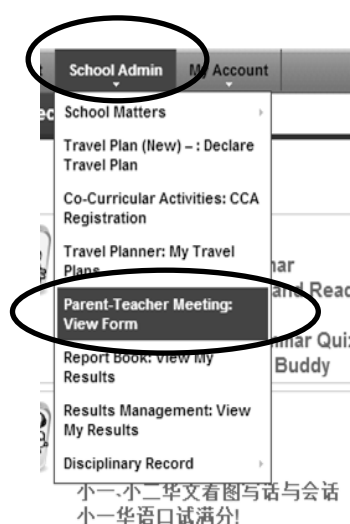 School Admin
My Account
School Matters
Travel Plan (New) – : Declare
Travel Plan
Co-Curricular Activities: CCA
Registration
Travel Planner: My Travel
Plans
Parent-Teacher Meeting:
View Form
and Read
Report Book: View My
Results
Buddy
Results Management: View
My Results
Disciplinary Record
小一、小二华文看图写话与会话
小一华语口试满分!